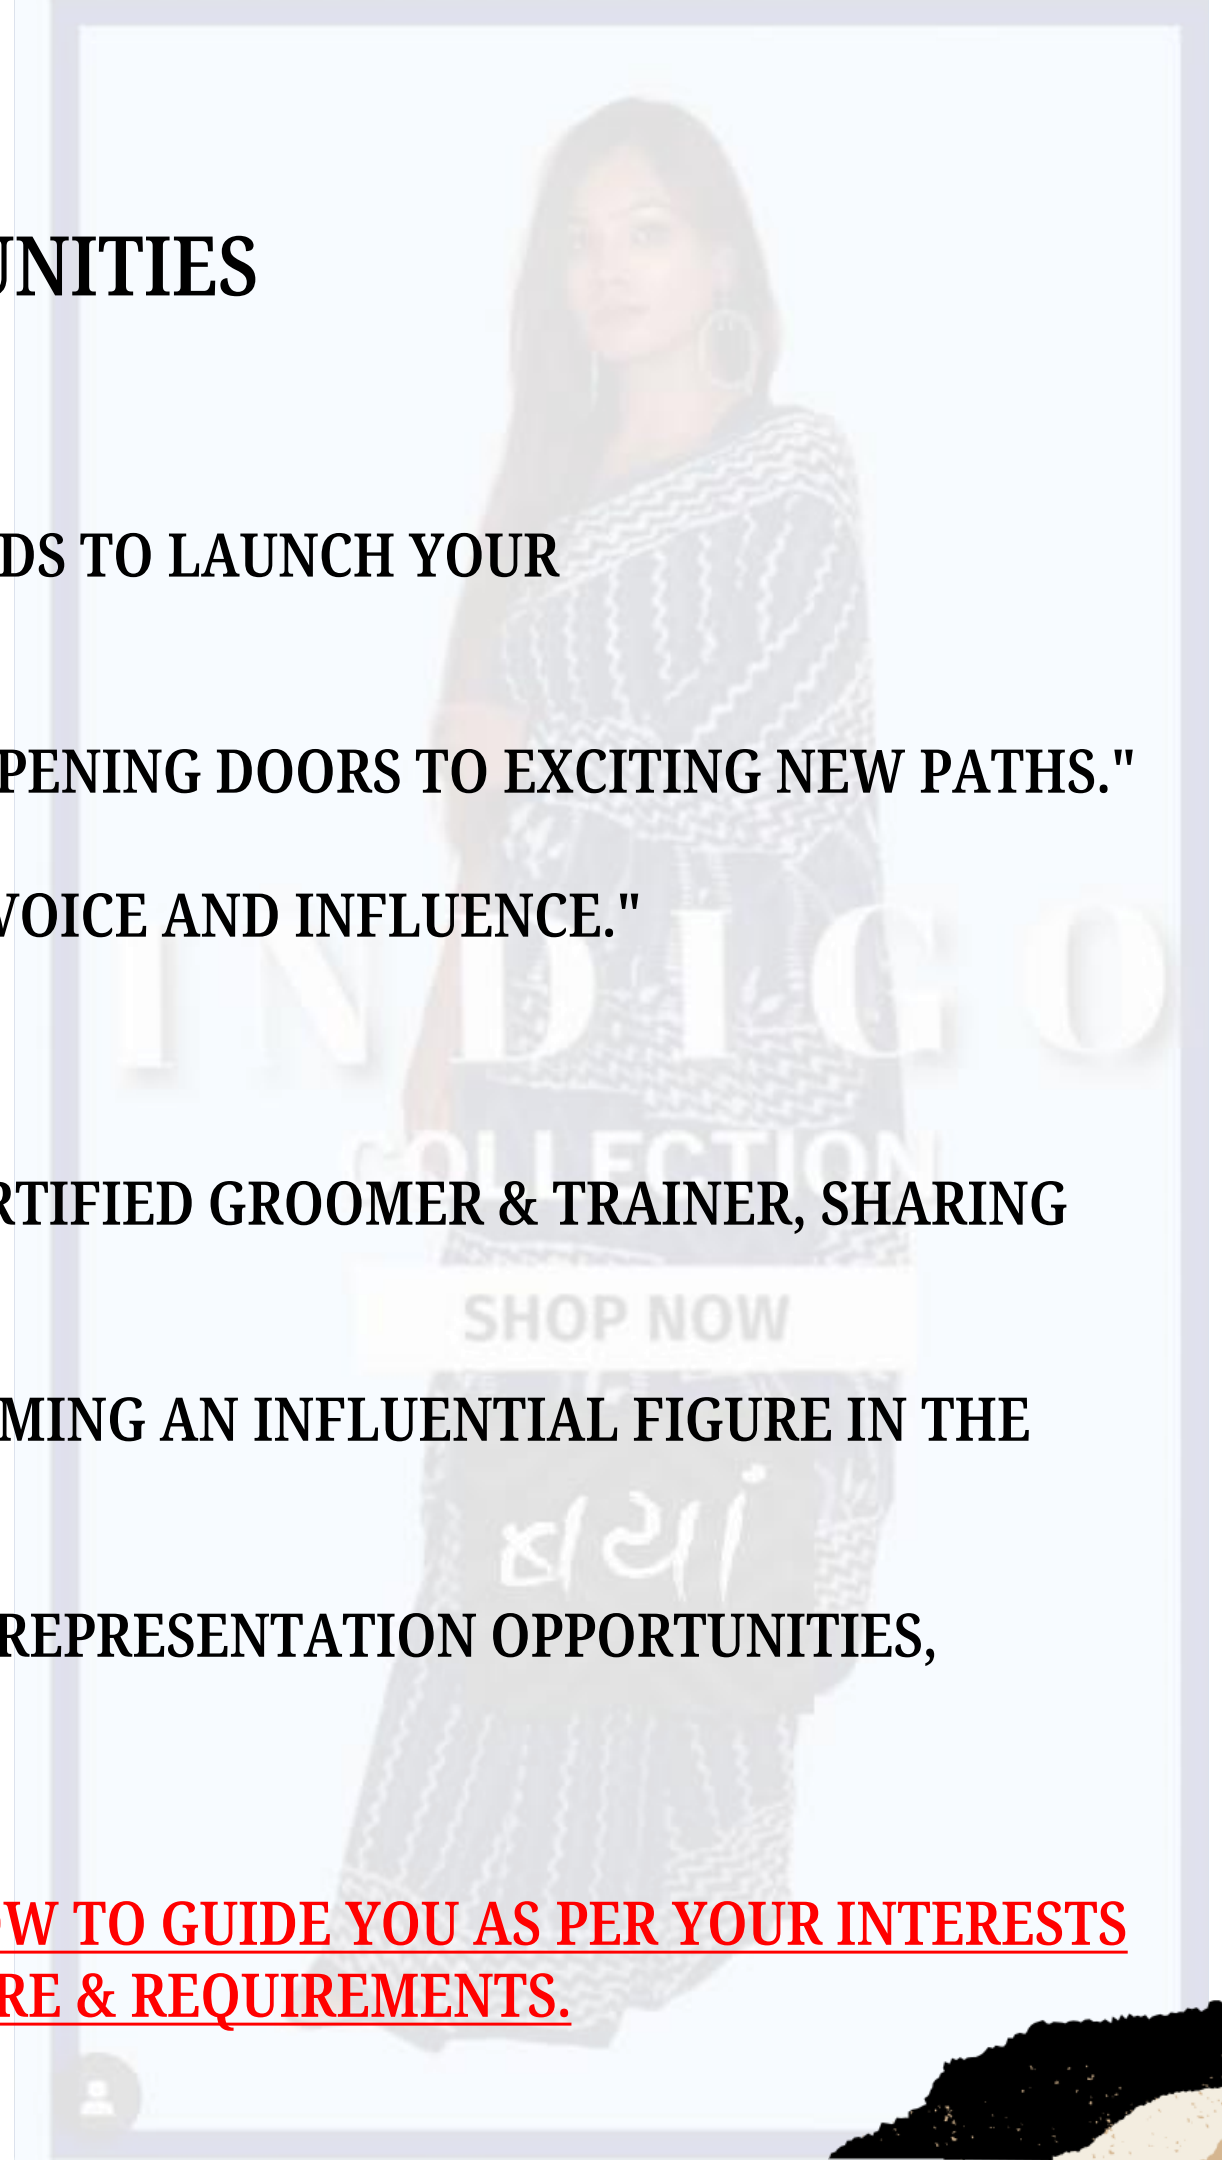 UNITIES
DS TO LAUNCH YOUR
PENING DOORS TO EXCITING NEW PATHS."
VOICE AND INFLUENCE."
INDIGO
COLLECTION
RTIFIED GROOMER & TRAINER, SHARING
SHOP NOW
MING AN INFLUENTIAL FIGURE IN THE
REPRESENTATION OPPORTUNITIES,
OW TO GUIDE YOU AS PER YOUR INTERESTS
RE & REQUIREMENTS.